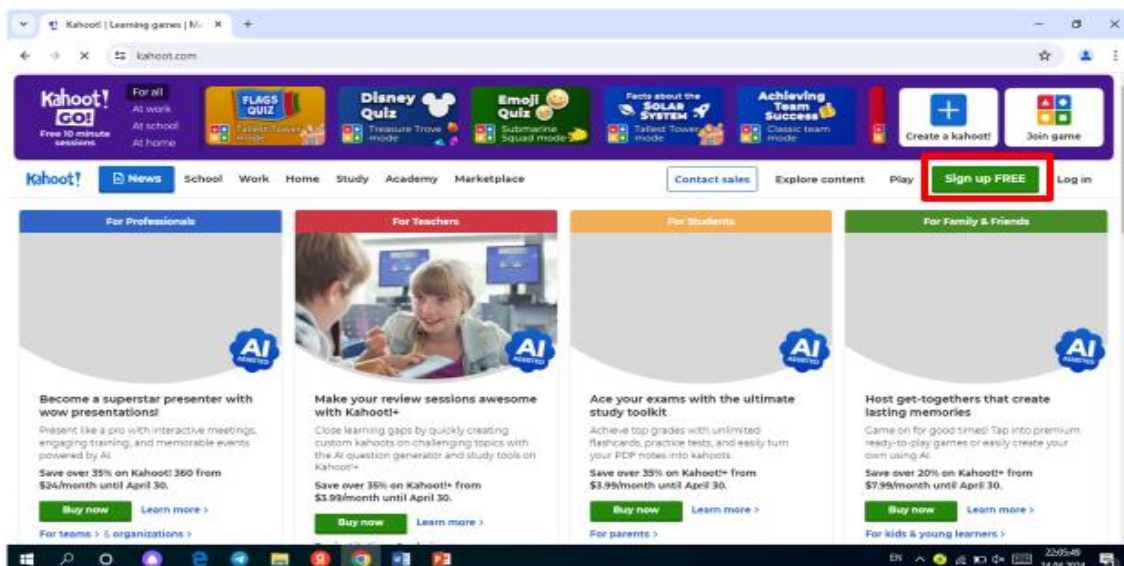 Kahoot! | Learning games | Ma
kahoot.com
Kahoot!
GO!
Free 10 minute
sessions
For all
At work
At school
At home
FLAGS
QUIZ
Tallest Tower
mode
Disney
Quiz
Treasure Trove
mode
Emoji
Quiz
Submarine
Squad mode
Facts about the
SOLAR
SYSTEM
Tallest Tower
mode
Achieving
Team
Success
Classic team
mode
Create a kahoot!
Join game
Kahoot! News School Work Home Study Academy Marketplace Contact sales Explore content Play Sign up FREE Log in
For Professionals
AI
ASSISTED
Become a superstar presenter with
wow presentations!
Present like a pro with interactive meetings,
engaging training, and memorable events
powered by AI.
Save over 35% on Kahoot! 360 from
$24/month until April 30.
Buy now Learn more >
For teams > & organizations >
For Teachers
AI
ASSISTED
Make your review sessions awesome
with Kahoot!+
Close learning gaps by quickly creating
custom kahoots on challenging topics with
the AI question generator and study tools on
Kahoot!+
Save over 35% on Kahoot!+ from
$3.99/month until April 30.
Buy now Learn more >
For Students
AI
ASSISTED
Ace your exams with the ultimate
study toolkit
Achieve top grades with unlimited
flashcards, practice tests, and easily turn
your PDF notes into kahoots.
Save over 35% on Kahoot!+ from
$3.99/month until April 30.
Buy now Learn more >
For parents >
For Family & Friends
AI
ASSISTED
Host get-togethers that create
lasting memories
Game on for good times! Tap into premium
ready-to-play games or easily create your
own using AI.
Save over 20% on Kahoot!+ from
$7.99/month until April 30.
Buy now Learn more >
For kids & young learners >
EN
22:05:49
14.04.2024